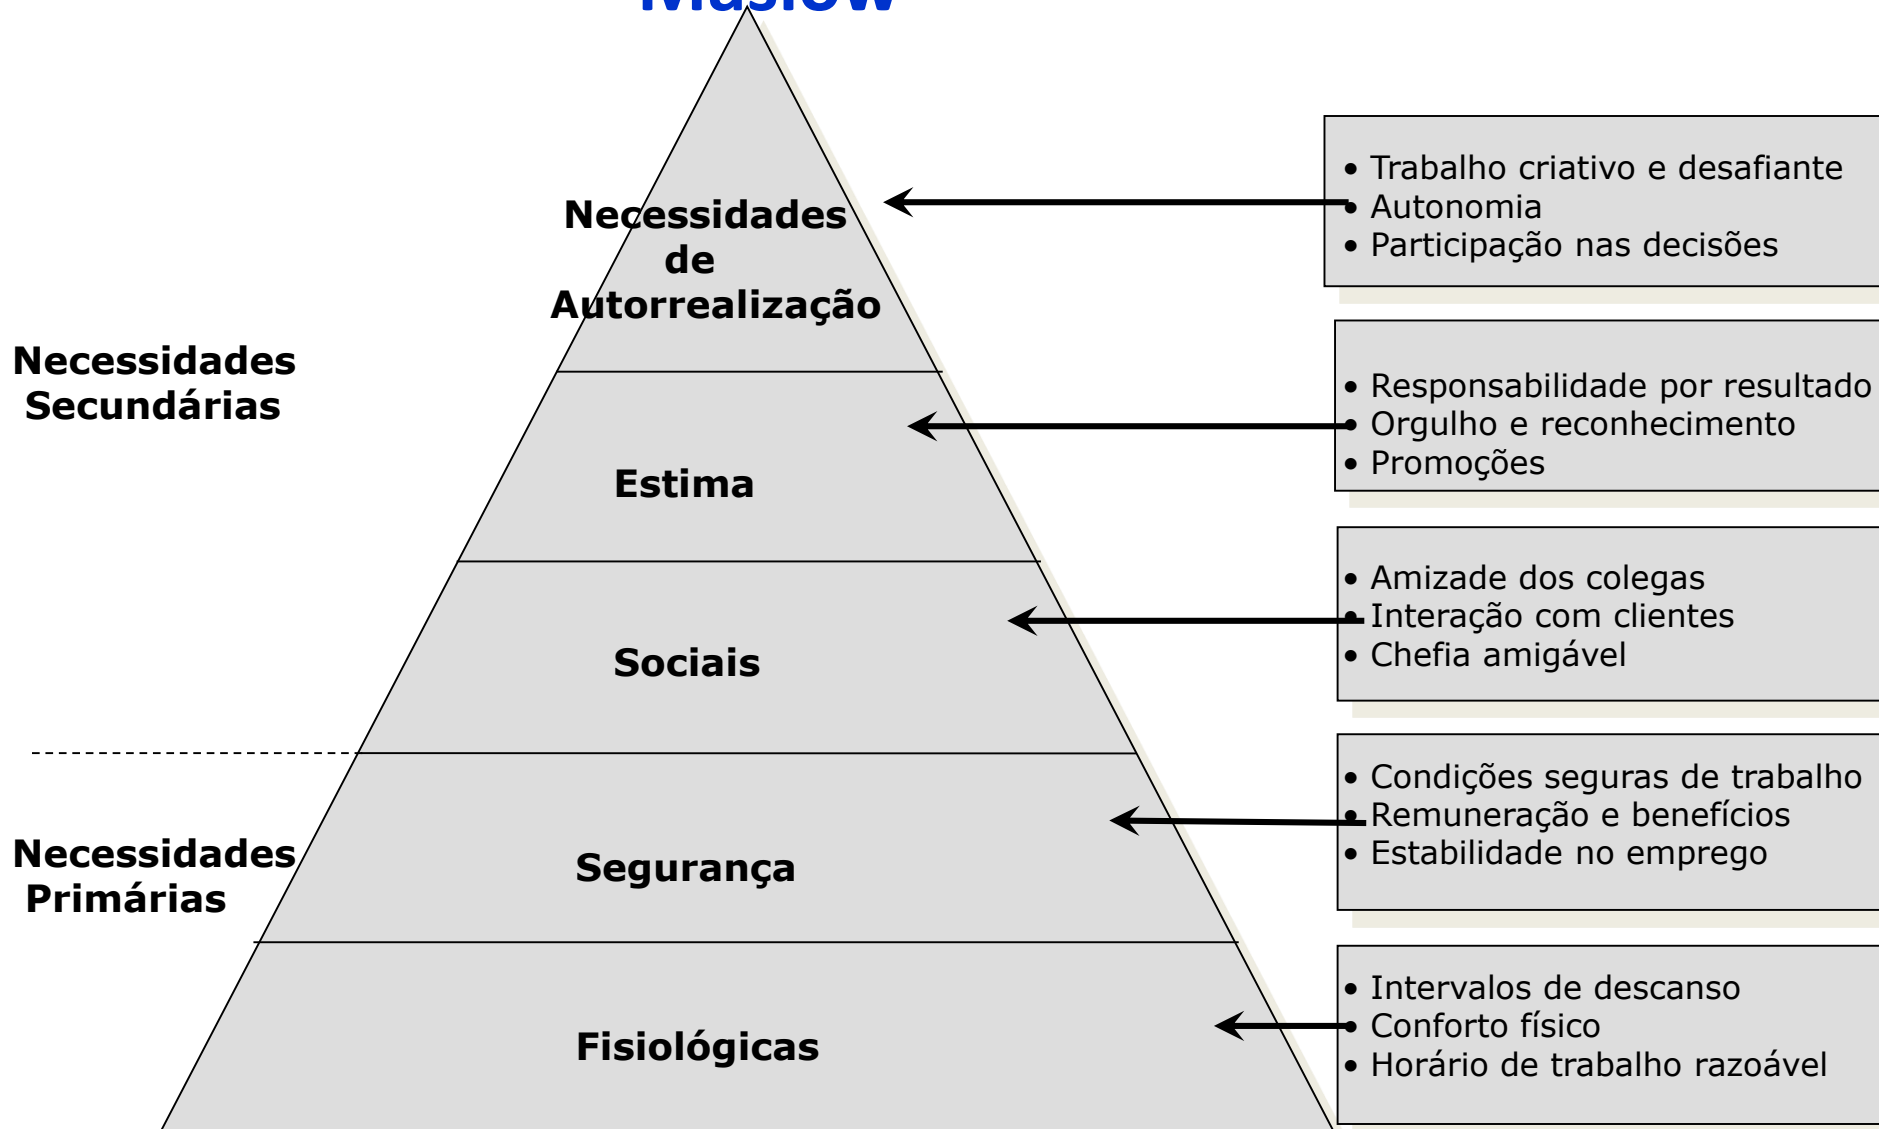 Maslow
Necessidades
de
Autorrealização
• Trabalho criativo e desafiante
• Autonomia
• Participação nas decisões
Necessidades
Secundárias
Estima
• Responsabilidade por resultado
• Orgulho e reconhecimento
• Promoções
Sociais
• Amizade dos colegas
• Interação com clientes
• Chefia amigável
Necessidades
Primárias
Segurança
• Condições seguras de trabalho
• Remuneração e benefícios
• Estabilidade no emprego
Fisiológicas
• Intervalos de descanso
• Conforto físico
• Horário de trabalho razoável